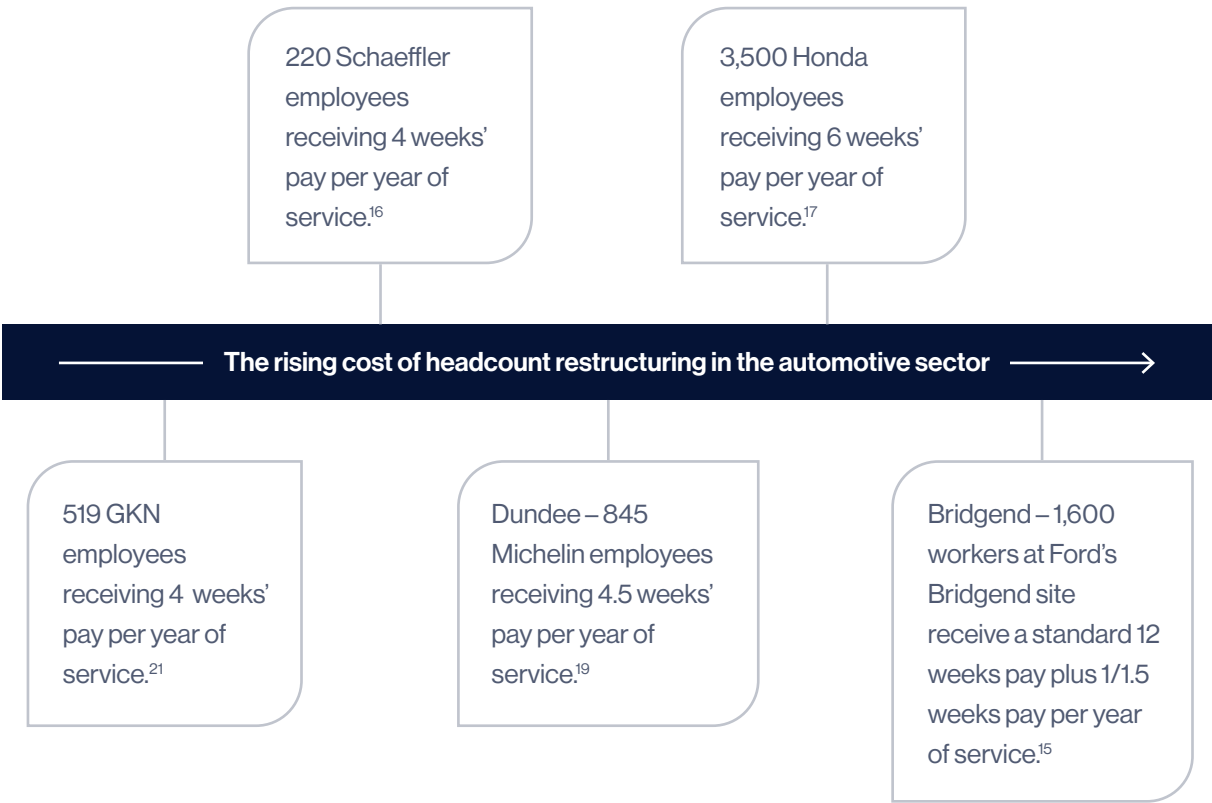 220 Schaeffler
employees
receiving 4 weeks’
pay per year of
service.16
3,500 Honda
employees
receiving 6 weeks’
pay per year of
service.17
The rising cost of headcount restructuring in the automotive sector
519 GKN
employees
receiving 4 weeks’
pay per year of
service.21
Dundee – 845
Michelin employees
receiving 4.5 weeks’
pay per year of
service.19
Bridgend – 1,600
workers at Ford’s
Bridgend site
receive a standard 12
weeks pay plus 1/1.5
weeks pay per year
of service.15